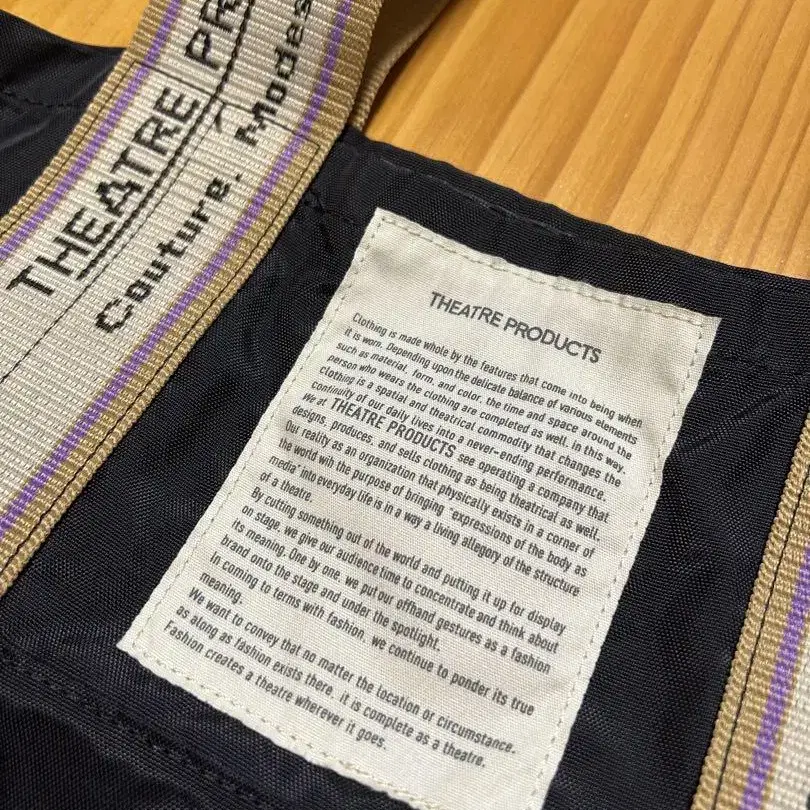 THEATRE PR
Couture. Modes
THEATRE PRODUCTS
Clothing is made whole by the features that come into being when
it is worn. Depending upon the delicate balance of various elements
such as material, form, and color, the time and space around the
person who wears the clothing are completed as well. in this way,
clothing is a spatial and theatrical commodity that changes the
continuity of our daily lives into a never-ending performance.
We at THEATRE PRODUCTS see operating a company that
designs, produces, and sells clothing as being theatrical as well.
Our reality as an organization that physically exists in a corner of
the world wih the purpose of bringing "expressions of the body as
media" into everyday life is in a way a living allegory of the structure
of a theatre.
By cutting something out of the world and putting it up for display
on stage, we give our audience time to concentrate and think about
its meaning. One by one, we put our offhand gestures as a fashion
brand onto the stage and under the spotlight.
In coming to terms with fashion, we continue to ponder its true
meaning.
We want to convey that no matter the location or circumstance,
as along as fashion exists there, it is complete as a theatre.
Fashion creates a theatre wherever it goes.